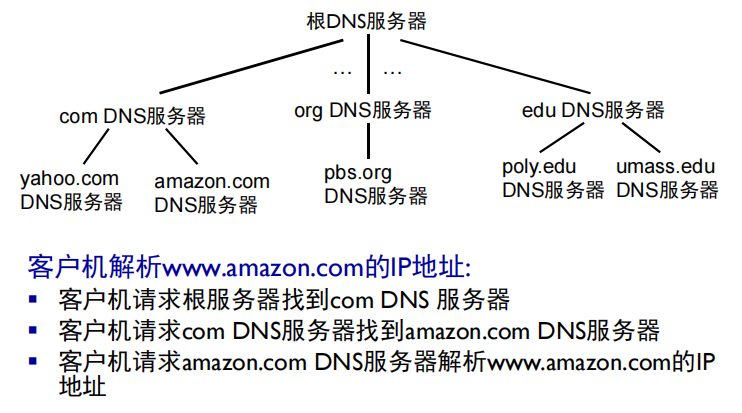 根DNS服务器
… …
com DNS服务器 org DNS服务器 edu DNS服务器
yahoo.com
DNS服务器
amazon.com
DNS服务器
pbs.org
DNS服务器
poly.edu
DNS服务器
umass.edu
DNS服务器
客户机解析www.amazon.com的IP地址:
▪ 客户机请求根服务器找到com DNS 服务器
▪ 客户机请求com DNS服务器找到amazon.com DNS服务器
▪ 客户机请求amazon.com DNS服务器解析www.amazon.com的IP
地址